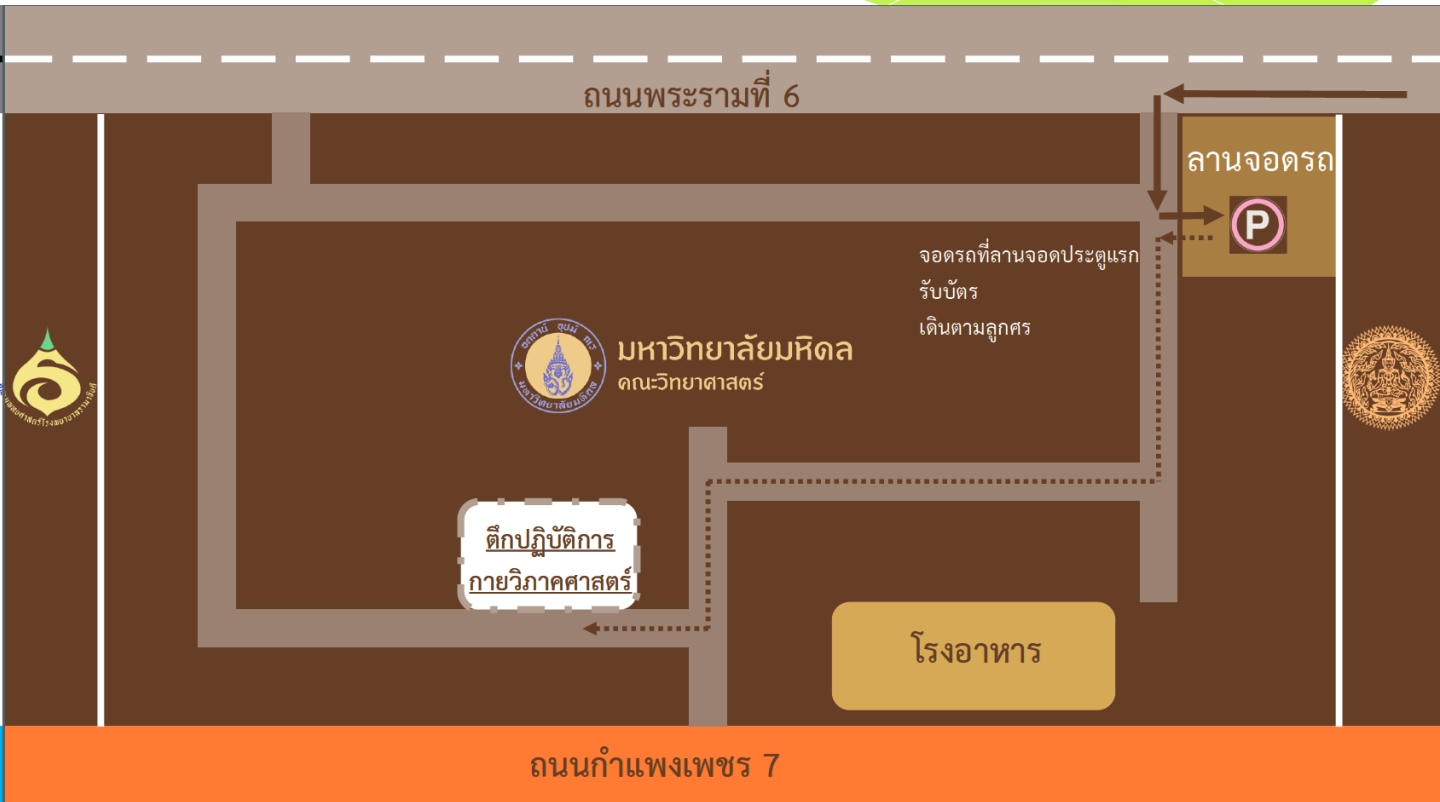 ถนนพระรามที่ 6
ลานจอดรถ
P
จอดรถที่ลานจอดประตูแรก
รับบัตร
เดินตามลูกศร
มหาวิทยาลัยมหิดล
คณะวิทยาศาสตร์
ตึกปฏิบัติการ
กายวิภาคศาสตร์
โรงอาหาร
ถนนกำแพงเพชร 7